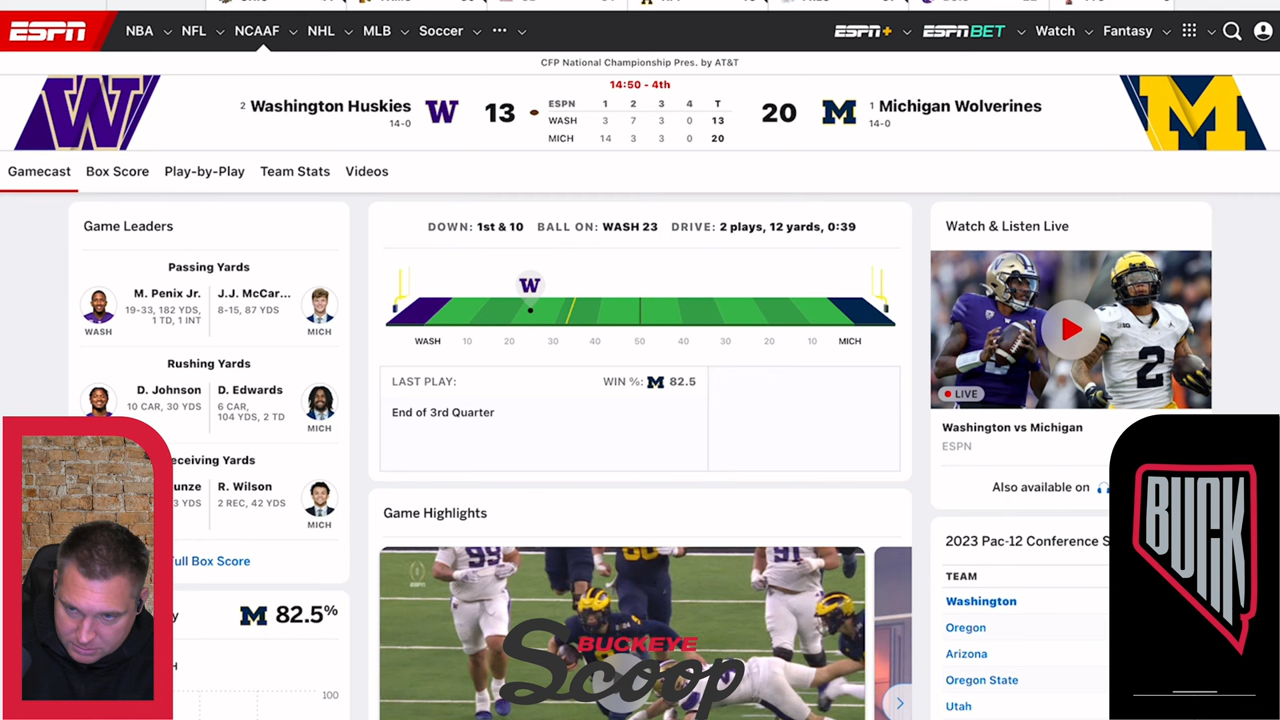 ESPN NBA NFL NCAAF NHL MLB Soccer ••• ESPN+ ESPN BET Watch Fantasy
CFP National Championship Pres. by AT&T
14:50 - 4th
2 Washington Huskies W 13
14-0
ESPN 1 2 3 4 T
WASH 3 7 3 0 13
MICH 14 3 3 0 20
20 M 1 Michigan Wolverines
14-0
W
M
Gamecast Box Score Play-by-Play Team Stats Videos
Game Leaders
Passing Yards
M. Penix Jr. J.J. McCar...
19-33, 182 YDS, 8-15, 87 YDS
1 TD, 1 INT
WASH MICH
Rushing Yards
D. Johnson D. Edwards
10 CAR, 30 YDS 6 CAR,
104 YDS, 2 TD
MICH
eceiving Yards
unze R. Wilson
3 YDS 2 REC, 42 YDS
MICH
ull Box Score
y M 82.5%
H
100
DOWN: 1st & 10 BALL ON: WASH 23 DRIVE: 2 plays, 12 yards, 0:39
W
WASH 10 20 30 40 50 40 30 20 10 MICH
LAST PLAY: WIN %: M 82.5
End of 3rd Quarter
Game Highlights
99
91
BUCKEYE
Scoop
Watch & Listen Live
2
LIVE
Washington vs Michigan
ESPN
Also available on
2023 Pac-12 Conference S
TEAM
Washington
Oregon
Arizona
Oregon State
Utah
BUCK